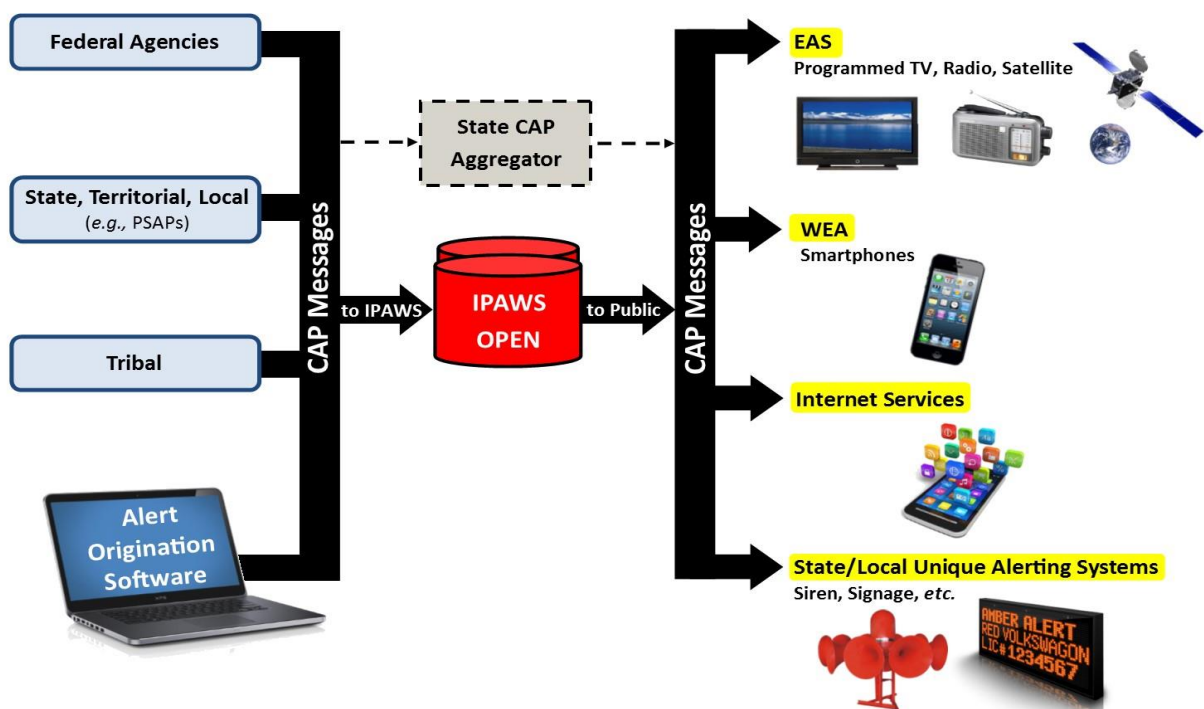 Federal Agencies
State, Territorial, Local
(e.g., PSAPs)
Tribal
Alert
Origination
Software
CAP Messages
State CAP
Aggregator
to IPAWS
IPAWS
OPEN
to Public
CAP Messages
EAS
Programmed TV, Radio, Satellite
WEA
Smartphones
Internet Services
State/Local Unique Alerting Systems
Siren, Signage, etc.
AMBER ALERT
RED VOLKSWAGON
LIC# 1234567